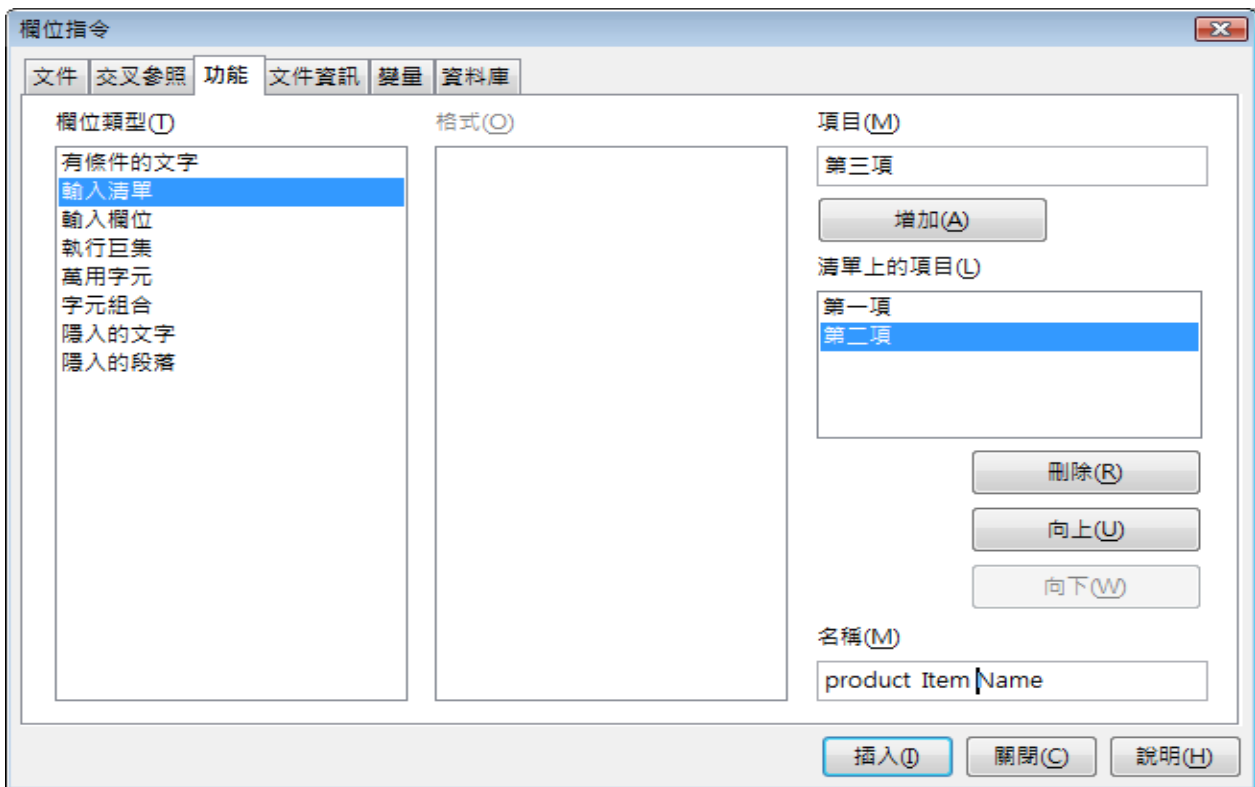 欄位指令
文件 交叉參照 功能 文件資訊 變量 資料庫
欄位類型(T)
有條件的文字
輸入清單
輸入欄位
執行巨集
萬用字元
字元組合
隱入的文字
隱入的段落
格式(O)
項目(M)
第三項
增加(A)
清單上的項目(L)
第一項
第二項
刪除(R)
向上(U)
向下(W)
名稱(M)
product Item Name
插入(I) 關閉(C) 說明(H)